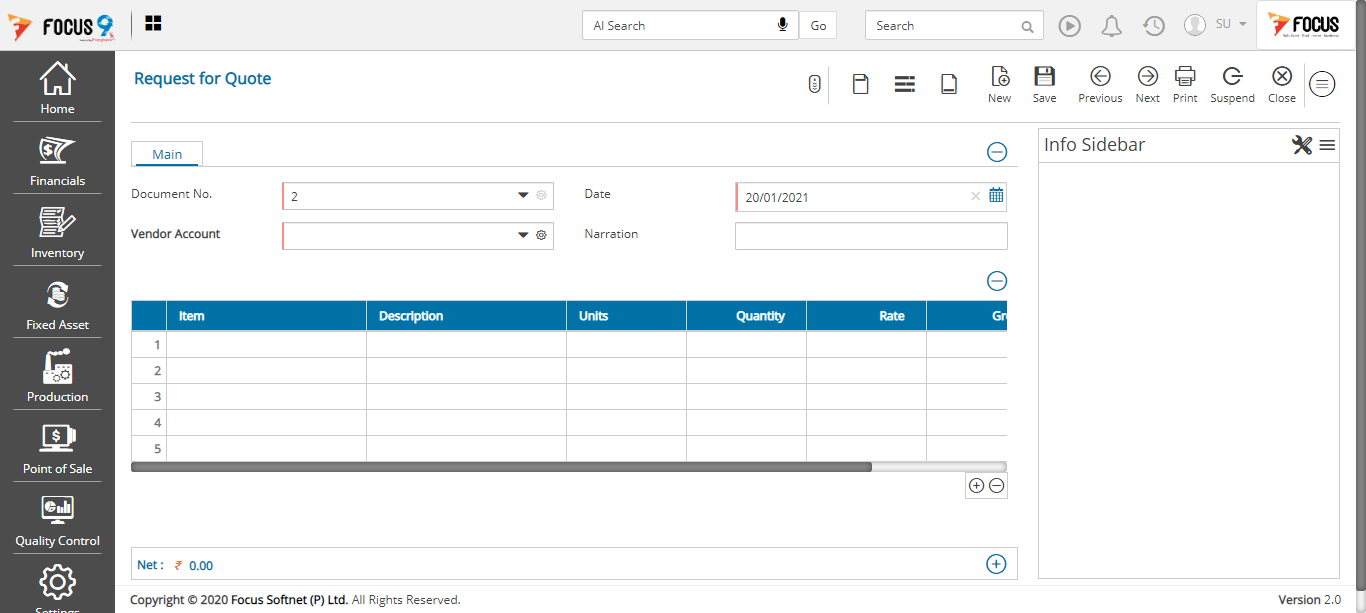 FOCUS 9
AI Search
Go
Search
SU
FOCUS
Home
Financials
Inventory
Fixed Asset
Production
Point of Sale
Quality Control
Settings
Request for Quote
New
Save
Previous
Next
Print
Suspend
Close
Main
Document No.
2
Date
20/01/2021
Vendor Account
Narration
Info Sidebar
Item Description Units Quantity Rate Gr
1
2
3
4
5
Net : ₹ 0.00
Copyright © 2020 Focus Softnet (P) Ltd. All Rights Reserved.
Version 2.0